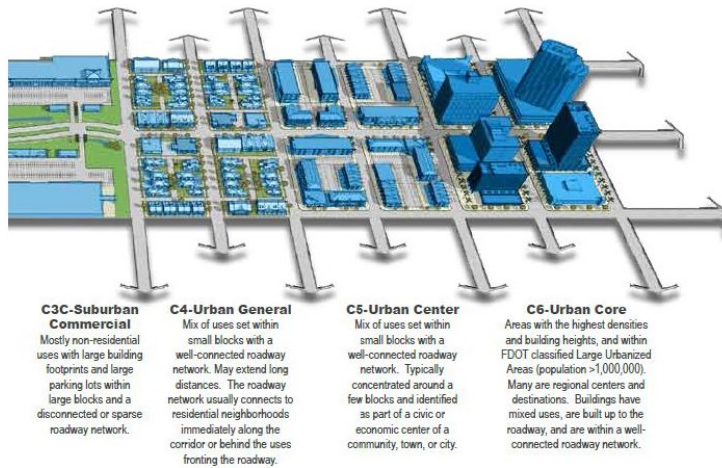 C3C-Suburban
Commercial
Mostly non-residential
uses with large building
footprints and large
parking lots within
large blocks and a
disconnected or sparse
roadway network.
C4-Urban General
Mix of uses set within
small blocks with a
well-connected roadway
network. May extend long
distances. The roadway
network usually connects to
residential neighborhoods
immediately along the
corridor or behind the uses
fronting the roadway.
C5-Urban Center
Mix of uses set within
small blocks with a
well-connected roadway
network. Typically
concentrated around a
few blocks and identified
as part of a civic or
economic center of a
community, town, or city.
C6-Urban Core
Areas with the highest densities
and building heights, and within
FDOT classified Large Urbanized
Areas (population >1,000,000).
Many are regional centers and
destinations. Buildings have
mixed uses, are built up to the
roadway, and are within a well-
connected roadway network.